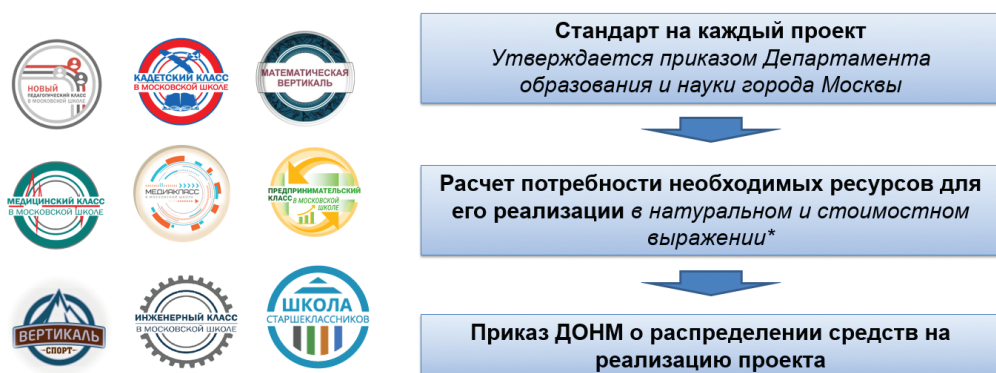 НОВЫЙ
ПЕДАГОГИЧЕСКИЙ КЛАСС
В МОСКОВСКОЙ ШКОЛЕ
КАДЕТСКИЙ КЛАСС
В МОСКОВСКОЙ ШКОЛЕ
МАТЕМАТИЧЕСКАЯ
ВЕРТИКАЛЬ
МЕДИЦИНСКИЙ КЛАСС
В МОСКОВСКОЙ ШКОЛЕ
МЕДИАКЛАСС
В МОСКОВСКОЙ ШКОЛЕ
ПРЕДПРИНИМАТЕЛЬСКИЙ
КЛАСС В МОСКОВСКОЙ
ШКОЛЕ
ВЕРТИКАЛЬ
-СПОРТ-
ИНЖЕНЕРНЫЙ КЛАСС
В МОСКОВСКОЙ ШКОЛЕ
ШКОЛА
СТАРШЕКЛАССНИКОВ
Стандарт на каждый проект
Утверждается приказом Департамента
образования и науки города Москвы
Расчет потребности необходимых ресурсов для
его реализации в натуральном и стоимостном
выражении*
Приказ ДОНМ о распределении средств на
реализацию проекта